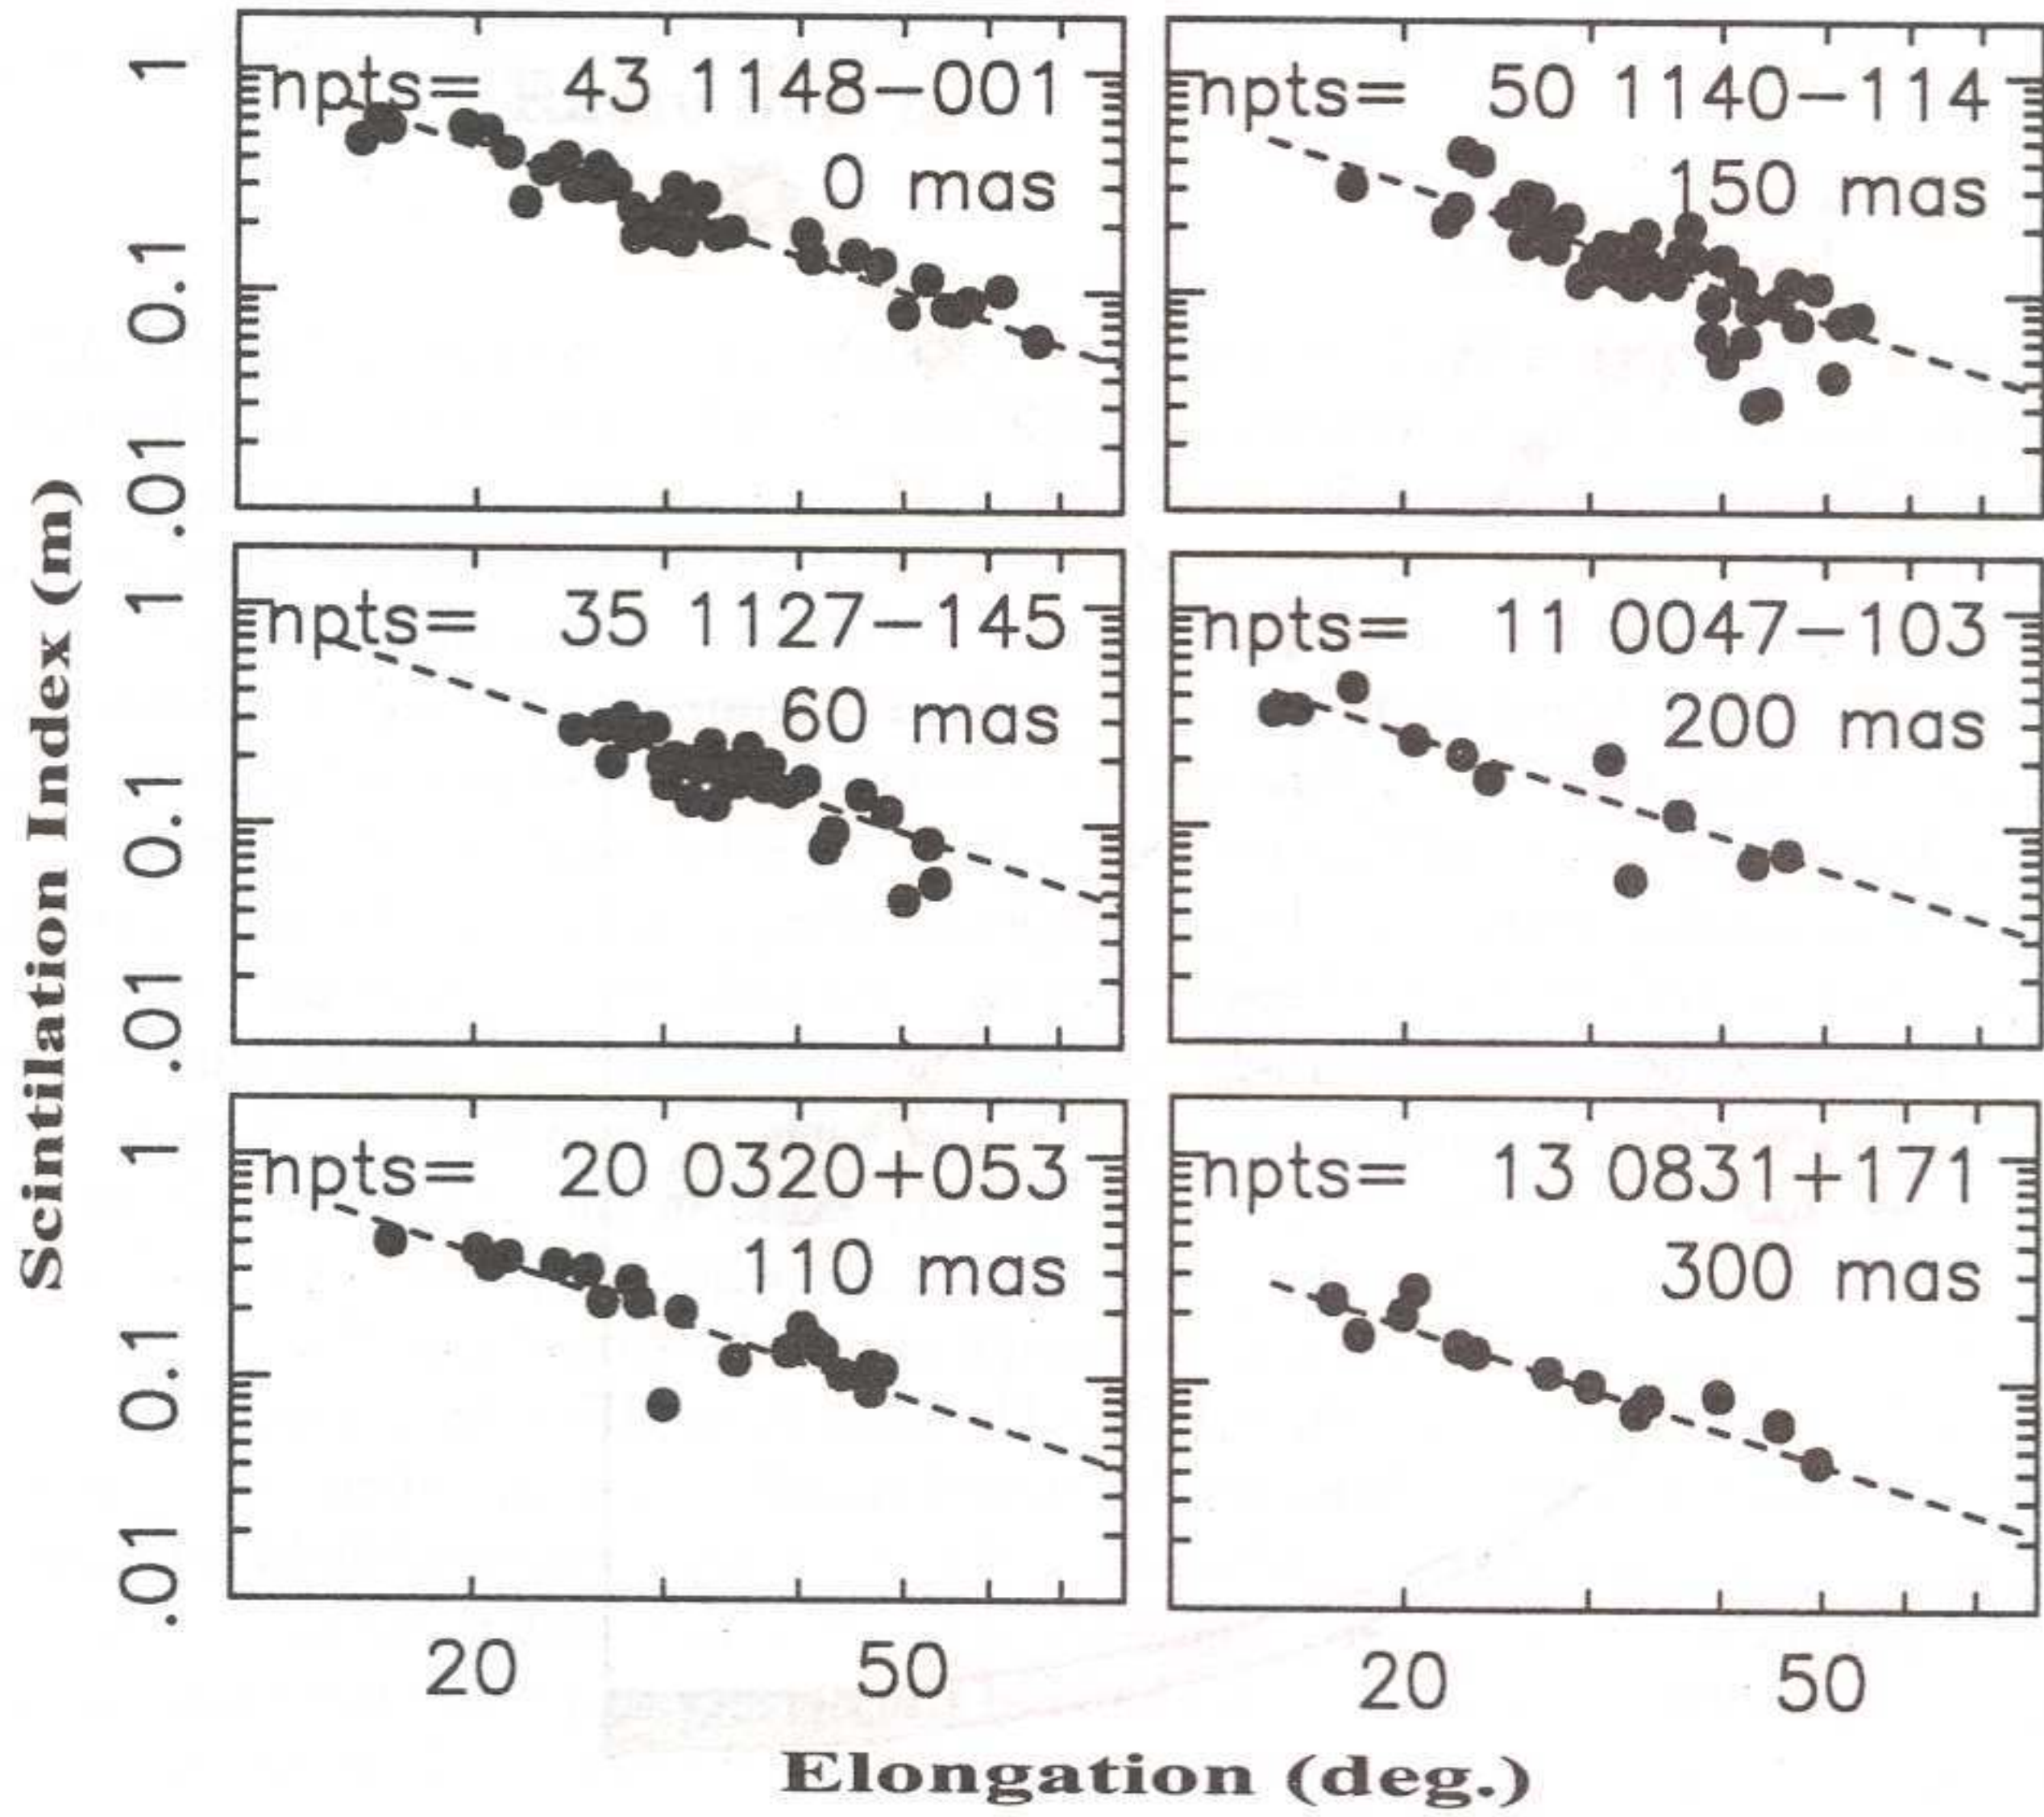 Scintilation Index (m)
1
0.1
.01
npts= 43 1148−001
0 mas
npts= 50 1140−114
150 mas
1
0.1
.01
npts= 35 1127−145
60 mas
npts= 11 0047−103
200 mas
1
0.1
.01
npts= 20 0320+053
110 mas
npts= 13 0831+171
300 mas
20 50 20 50
Elongation (deg.)